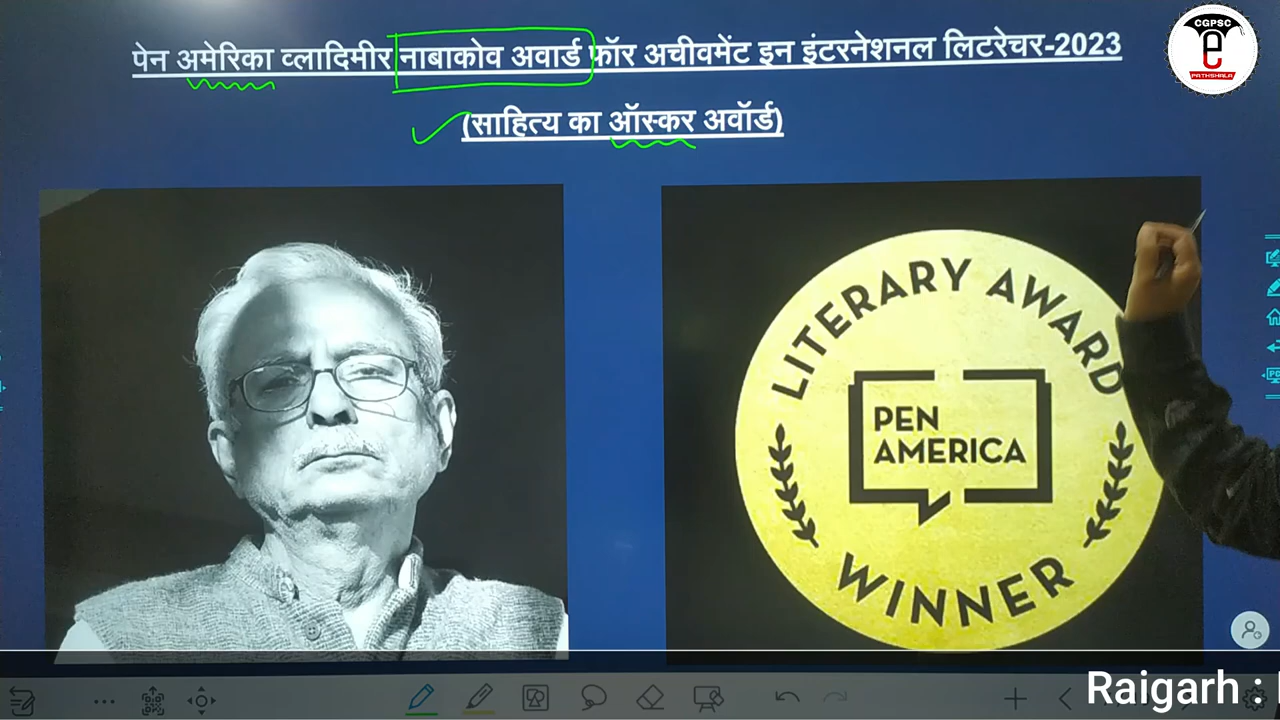 पेन अमेरिका व्लादिमीर नाबाकोव अवार्ड फॉर अचीवमेंट इन इंटरनेशनल लिटरेचर-2023
(साहित्य का ऑस्कर अवॉर्ड)
CGPSC
e
PATHSHALA
LITERARY AWARD
PEN
AMERICA
WINNER
Raigarh :